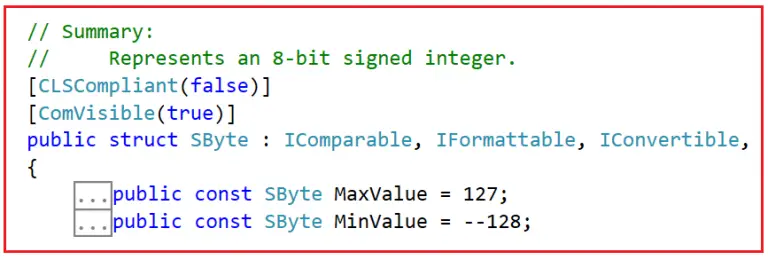 // Summary:
//     Represents an 8-bit signed integer.
[CLSCompliant(false)]
[ComVisible(true)]
public struct SByte : IComparable, IFormattable, IConvertible,
{
    ...public const SByte MaxValue = 127;
    ...public const SByte MinValue = --128;